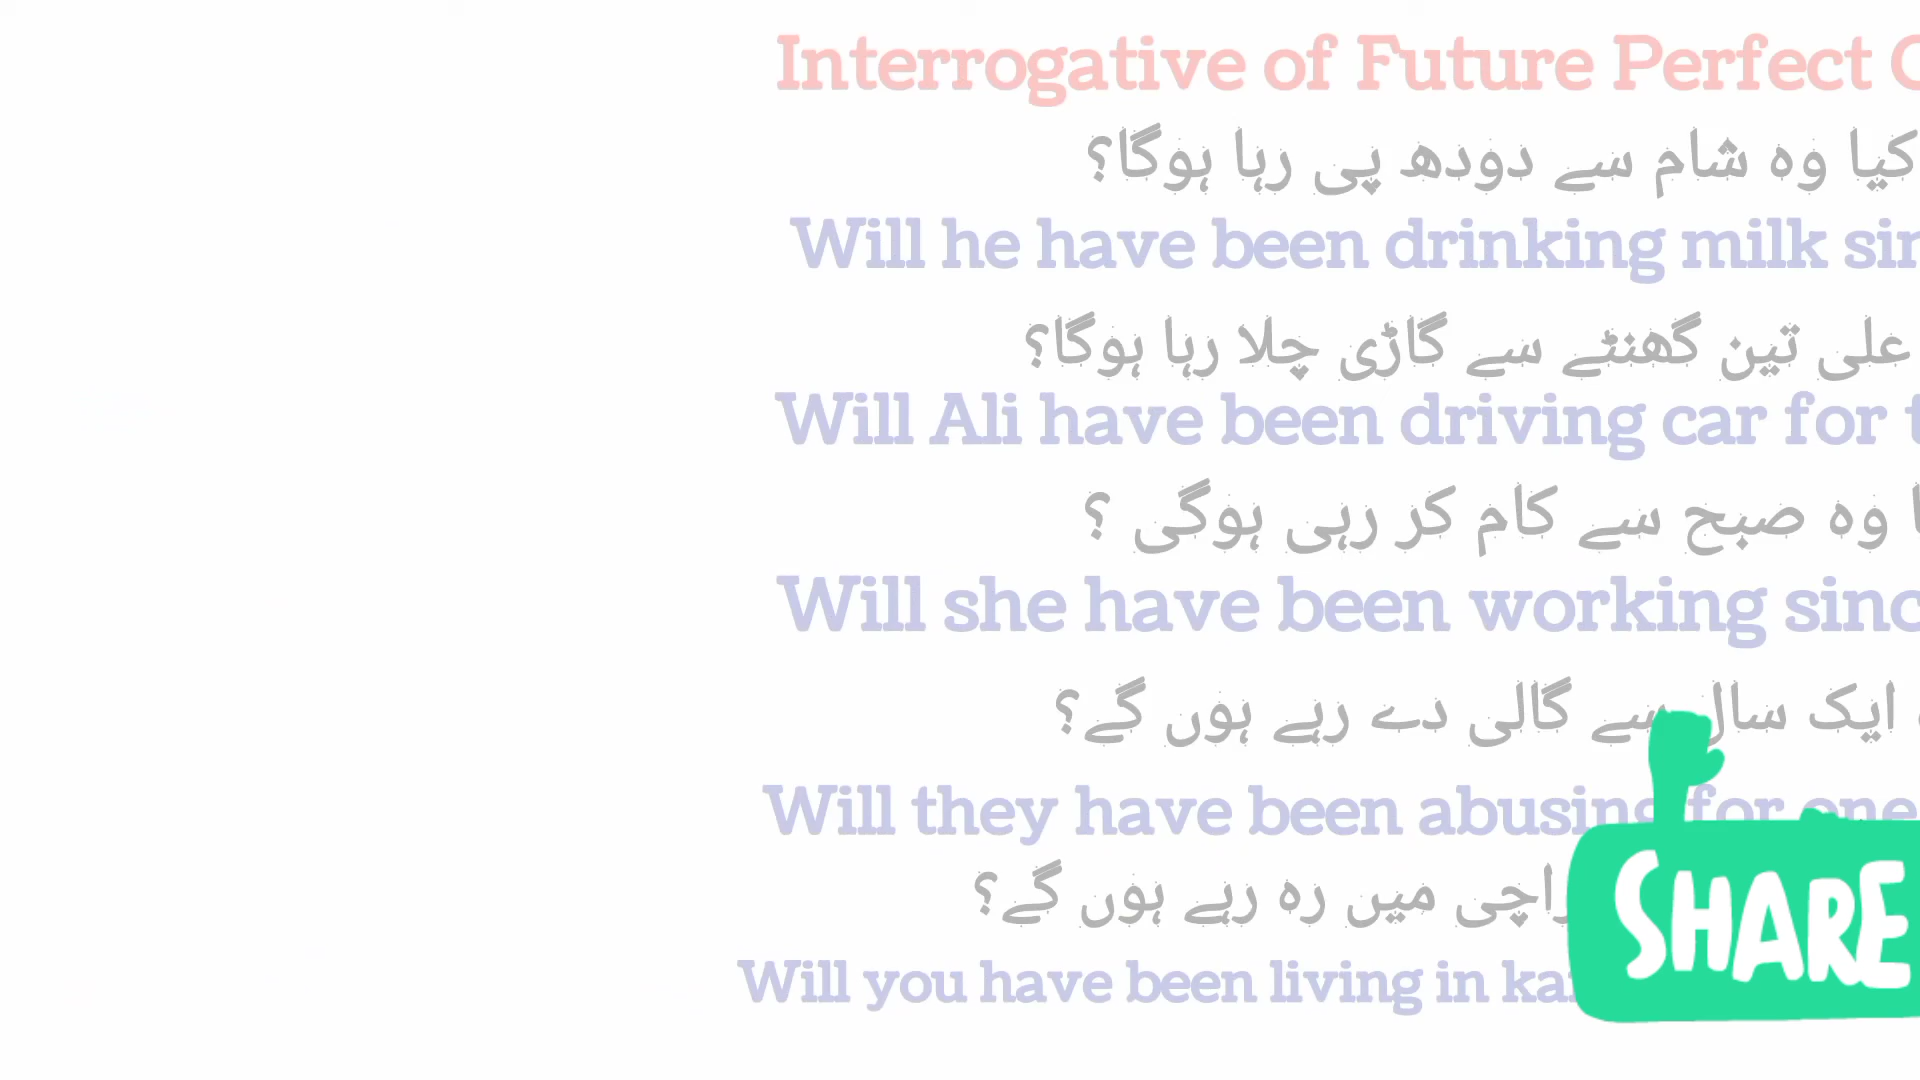 Interrogative of Future Perfect
کیا وہ شام سے دودھ پی رہا ہوگا؟
Will he have been drinking milk
علی تین گھنٹے سے گاڑی چلا رہا ہوگا؟
Will Ali have been driving car for
وہ صبح سے کام کر رہی ہوگی ؟
Will she have been working
ایک سال سے گالی دے رہے ہوں گے؟
Will they have been abusing for one
میں رہ رہے ہوں گے؟
Will you have been living in
SHARE